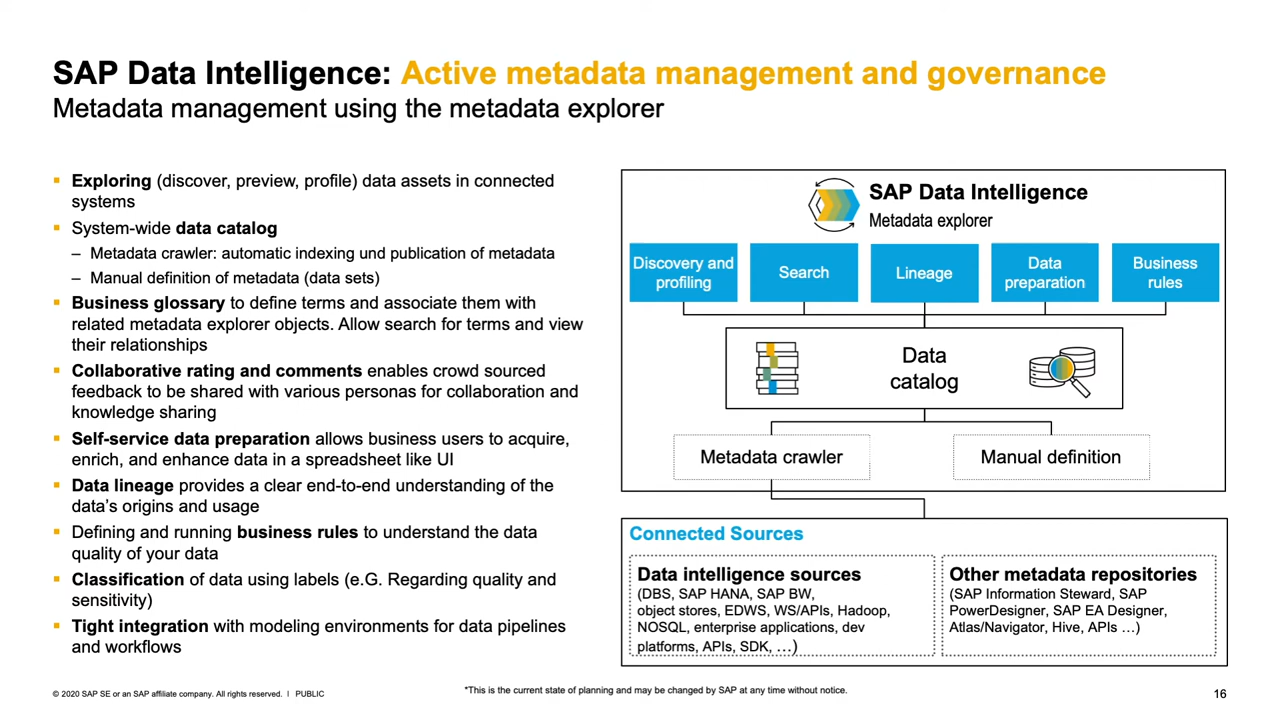 SAP Data Intelligence: Active metadata management and governance
Metadata management using the metadata explorer
▪ Exploring (discover, preview, profile) data assets in connected
systems
▪ System-wide data catalog
– Metadata crawler: automatic indexing und publication of metadata
– Manual definition of metadata (data sets)
▪ Business glossary to define terms and associate them with
related metadata explorer objects. Allow search for terms and view
their relationships
▪ Collaborative rating and comments enables crowd sourced
feedback to be shared with various personas for collaboration and
knowledge sharing
▪ Self-service data preparation allows business users to acquire,
enrich, and enhance data in a spreadsheet like UI
▪ Data lineage provides a clear end-to-end understanding of the
data's origins and usage
▪ Defining and running business rules to understand the data
quality of your data
▪ Classification of data using labels (e.G. Regarding quality and
sensitivity)
▪ Tight integration with modeling environments for data pipelines
and workflows
SAP Data Intelligence
Metadata explorer
Discovery and
profiling
Search
Lineage
Data
preparation
Business
rules
Data
catalog
Metadata crawler
Manual definition
Connected Sources
Data intelligence sources
(DBS, SAP HANA, SAP BW,
object stores, EDWS, WS/APIs, Hadoop,
NOSQL, enterprise applications, dev
platforms, APIs, SDK, …)
Other metadata repositories
(SAP Information Steward, SAP
PowerDesigner, SAP EA Designer,
Atlas/Navigator, Hive, APIs …)
© 2020 SAP SE or an SAP affiliate company. All rights reserved. | PUBLIC
*This is the current state of planning and may be changed by SAP at any time without notice.
16